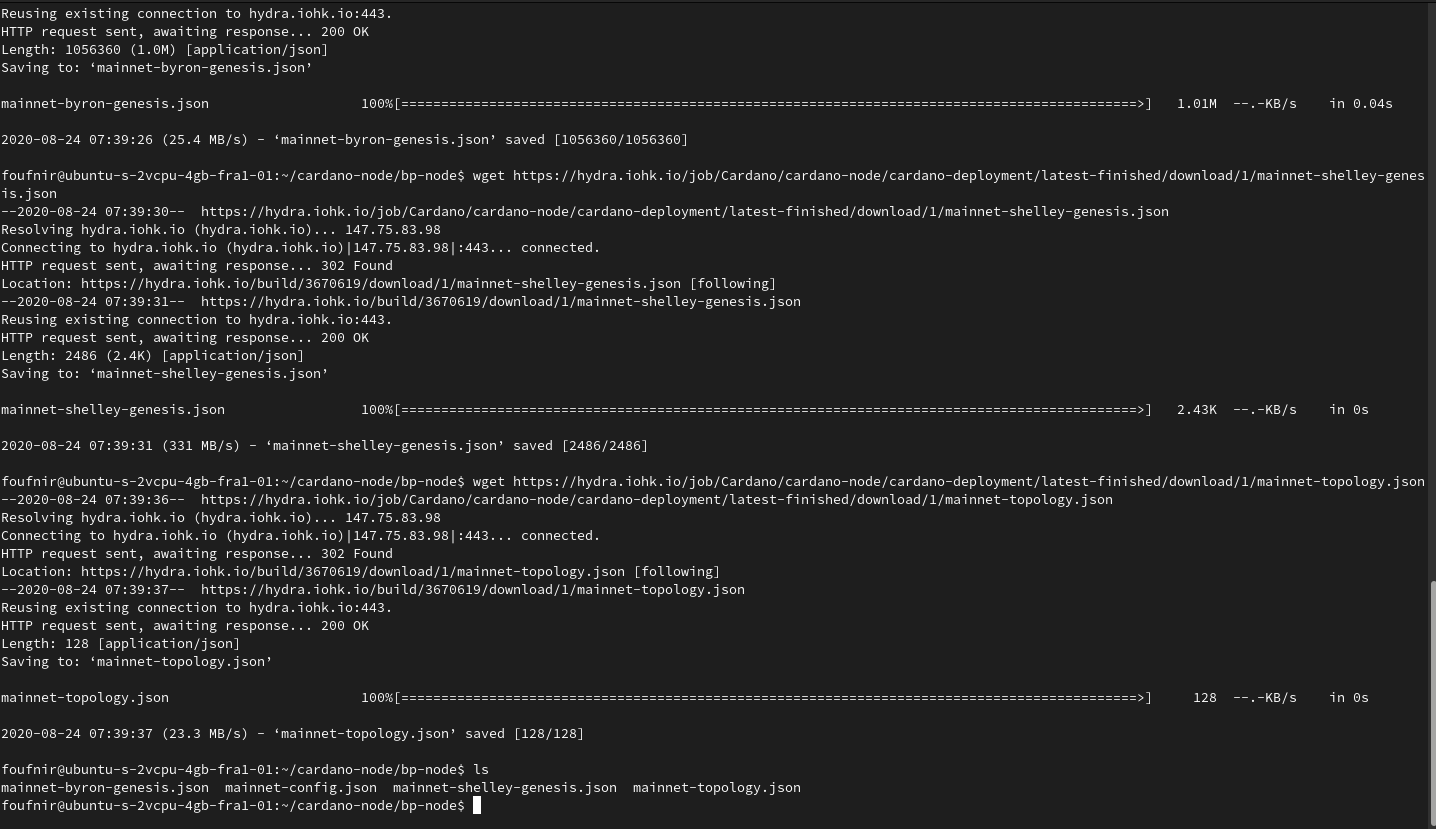 Reusing existing connection to hydra.iohk.io:443.
HTTP request sent, awaiting response... 200 OK
Length: 1056360 (1.0M) [application/json]
Saving to: ‘mainnet-byron-genesis.json’
mainnet-byron-genesis.json 100%[============================================================================================>] 1.01M --.-KB/s in 0.04s
2020-08-24 07:39:26 (25.4 MB/s) - ‘mainnet-byron-genesis.json’ saved [1056360/1056360]
foufnir@ubuntu-s-2vcpu-4gb-fra1-01:~/cardano-node/bp-node$ wget https://hydra.iohk.io/job/Cardano/cardano-node/cardano-deployment/latest-finished/download/1/mainnet-shelley-genes
is.json
--2020-08-24 07:39:30-- https://hydra.iohk.io/job/Cardano/cardano-node/cardano-deployment/latest-finished/download/1/mainnet-shelley-genesis.json
Resolving hydra.iohk.io (hydra.iohk.io)... 147.75.83.98
Connecting to hydra.iohk.io (hydra.iohk.io)|147.75.83.98|:443... connected.
HTTP request sent, awaiting response... 302 Found
Location: https://hydra.iohk.io/build/3670619/download/1/mainnet-shelley-genesis.json [following]
--2020-08-24 07:39:31-- https://hydra.iohk.io/build/3670619/download/1/mainnet-shelley-genesis.json
Reusing existing connection to hydra.iohk.io:443.
HTTP request sent, awaiting response... 200 OK
Length: 2486 (2.4K) [application/json]
Saving to: ‘mainnet-shelley-genesis.json’
mainnet-shelley-genesis.json 100%[============================================================================================>] 2.43K --.-KB/s in 0s
2020-08-24 07:39:31 (331 MB/s) - ‘mainnet-shelley-genesis.json’ saved [2486/2486]
foufnir@ubuntu-s-2vcpu-4gb-fra1-01:~/cardano-node/bp-node$ wget https://hydra.iohk.io/job/Cardano/cardano-node/cardano-deployment/latest-finished/download/1/mainnet-topology.json
--2020-08-24 07:39:36-- https://hydra.iohk.io/job/Cardano/cardano-node/cardano-deployment/latest-finished/download/1/mainnet-topology.json
Resolving hydra.iohk.io (hydra.iohk.io)... 147.75.83.98
Connecting to hydra.iohk.io (hydra.iohk.io)|147.75.83.98|:443... connected.
HTTP request sent, awaiting response... 302 Found
Location: https://hydra.iohk.io/build/3670619/download/1/mainnet-topology.json [following]
--2020-08-24 07:39:37-- https://hydra.iohk.io/build/3670619/download/1/mainnet-topology.json
Reusing existing connection to hydra.iohk.io:443.
HTTP request sent, awaiting response... 200 OK
Length: 128 [application/json]
Saving to: ‘mainnet-topology.json’
mainnet-topology.json 100%[============================================================================================>] 128 --.-KB/s in 0s
2020-08-24 07:39:37 (23.3 MB/s) - ‘mainnet-topology.json’ saved [128/128]
foufnir@ubuntu-s-2vcpu-4gb-fra1-01:~/cardano-node/bp-node$ ls
mainnet-byron-genesis.json mainnet-config.json mainnet-shelley-genesis.json mainnet-topology.json
foufnir@ubuntu-s-2vcpu-4gb-fra1-01:~/cardano-node/bp-node$